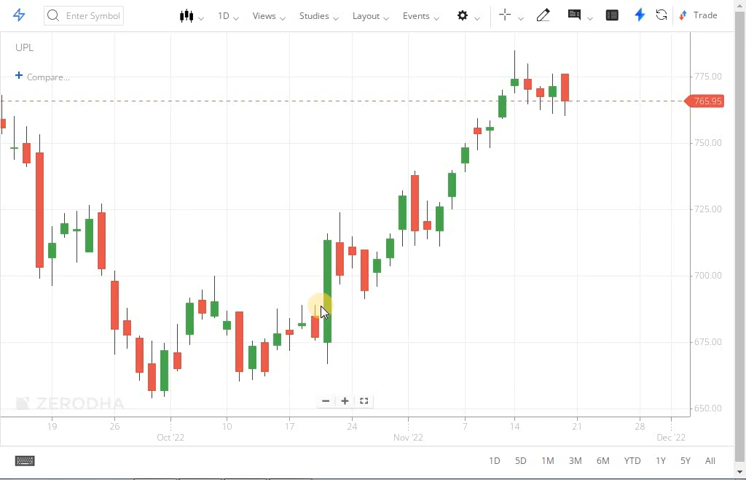 Enter Symbol 1D Views Studies Layout Events Trade
UPL
+ Compare...
775.00
765.95
750.00
725.00
700.00
675.00
650.00
ZERODHA
19 26 10 17 24 7 14 21 28
Oct '22 Nov '22 Dec '22
1D 5D 1M 3M 6M YTD 1Y 5Y All